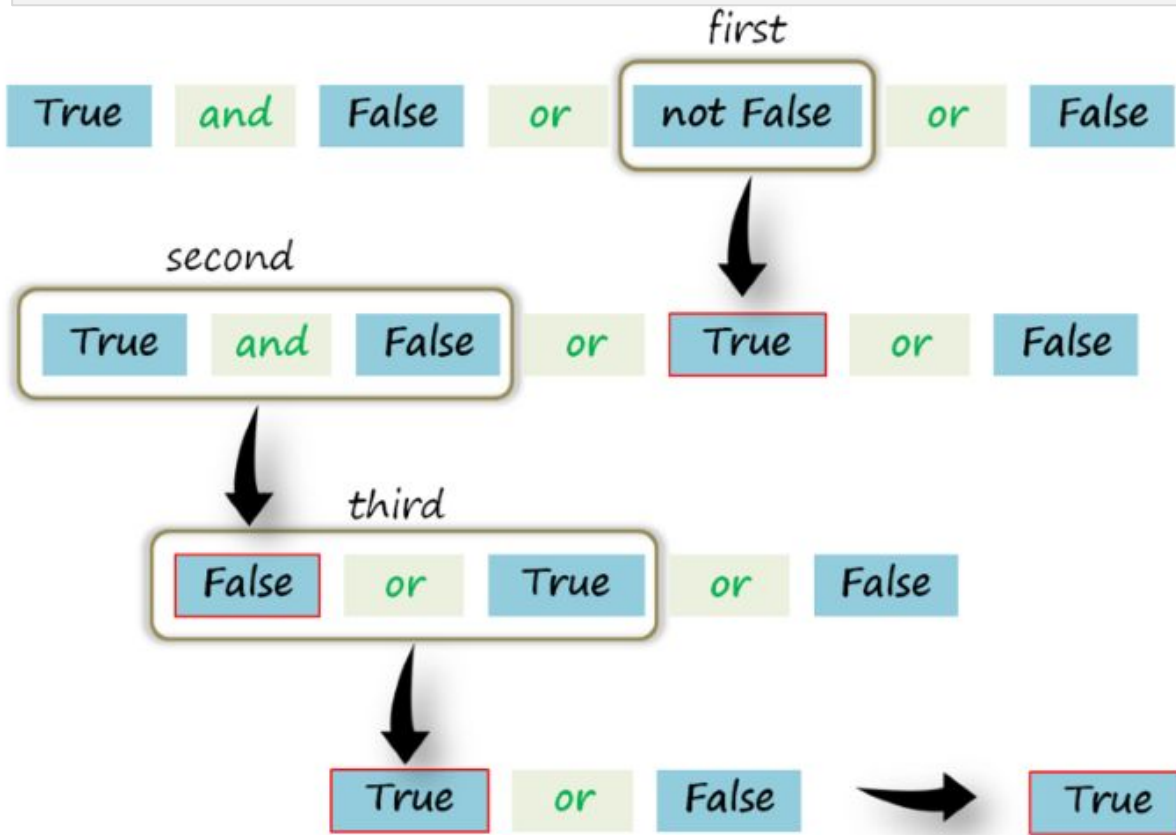 first
True and False or not False or False
second
True and False or True or False
third
False or True or False
True or False True